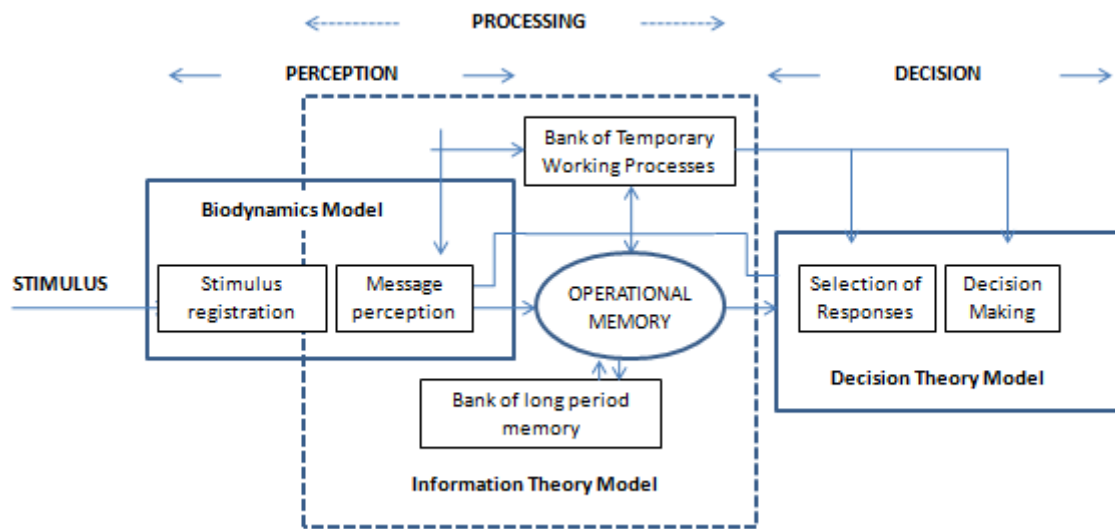 PROCESSING
PERCEPTION
DECISION
Bank of Temporary
Working Processes
Biodynamics Model
STIMULUS
Stimulus
registration
Message
perception
OPERATIONAL
MEMORY
Selection of
Responses
Decision
Making
Decision Theory Model
Bank of long period
memory
Information Theory Model